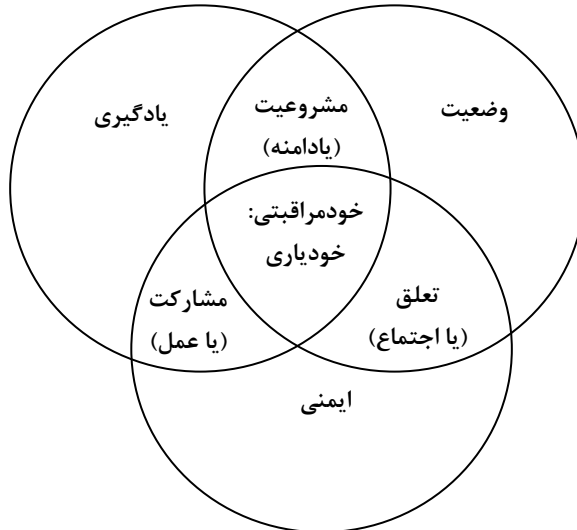 مشروعیت
وضعیت
یادگیری
(یادامنه)
خودمراقبتی:
خودیاری
تعلق
مشارکت
(یا اجتماع)
(یا عمل)
ایمنی